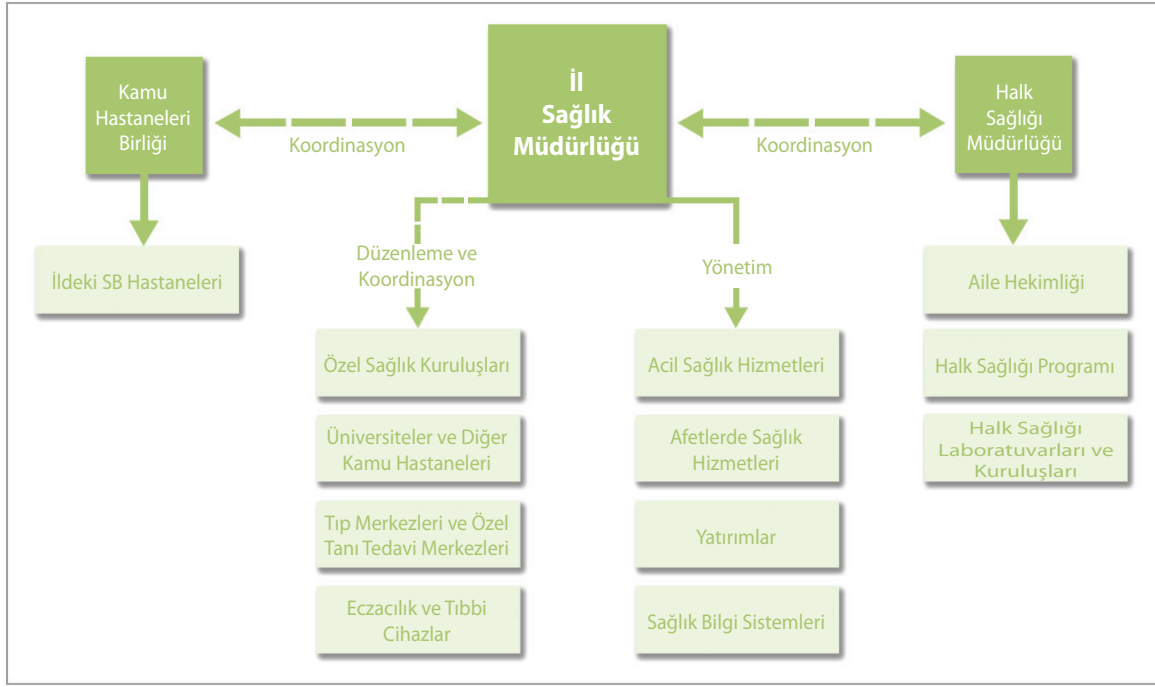 Kamu
Hastaneleri
Birliği
Koordinasyon
İl
Sağlık
Müdürlüğü
Koordinasyon
Halk
Sağlığı
Müdürlüğü
İldeki SB Hastaneleri
Düzenleme ve
Koordinasyon
Özel Sağlık Kuruluşları
Üniversiteler ve Diğer
Kamu Hastaneleri
Tıp Merkezleri ve Özel
Tanı Tedavi Merkezleri
Eczacılık ve Tıbbi
Cihazlar
Yönetim
Acil Sağlık Hizmetleri
Afetlerde Sağlık
Hizmetleri
Yatırımlar
Sağlık Bilgi Sistemleri
Aile Hekimliği
Halk Sağlığı Programı
Halk Sağlığı
Laboratuvarları ve
Kuruluşları